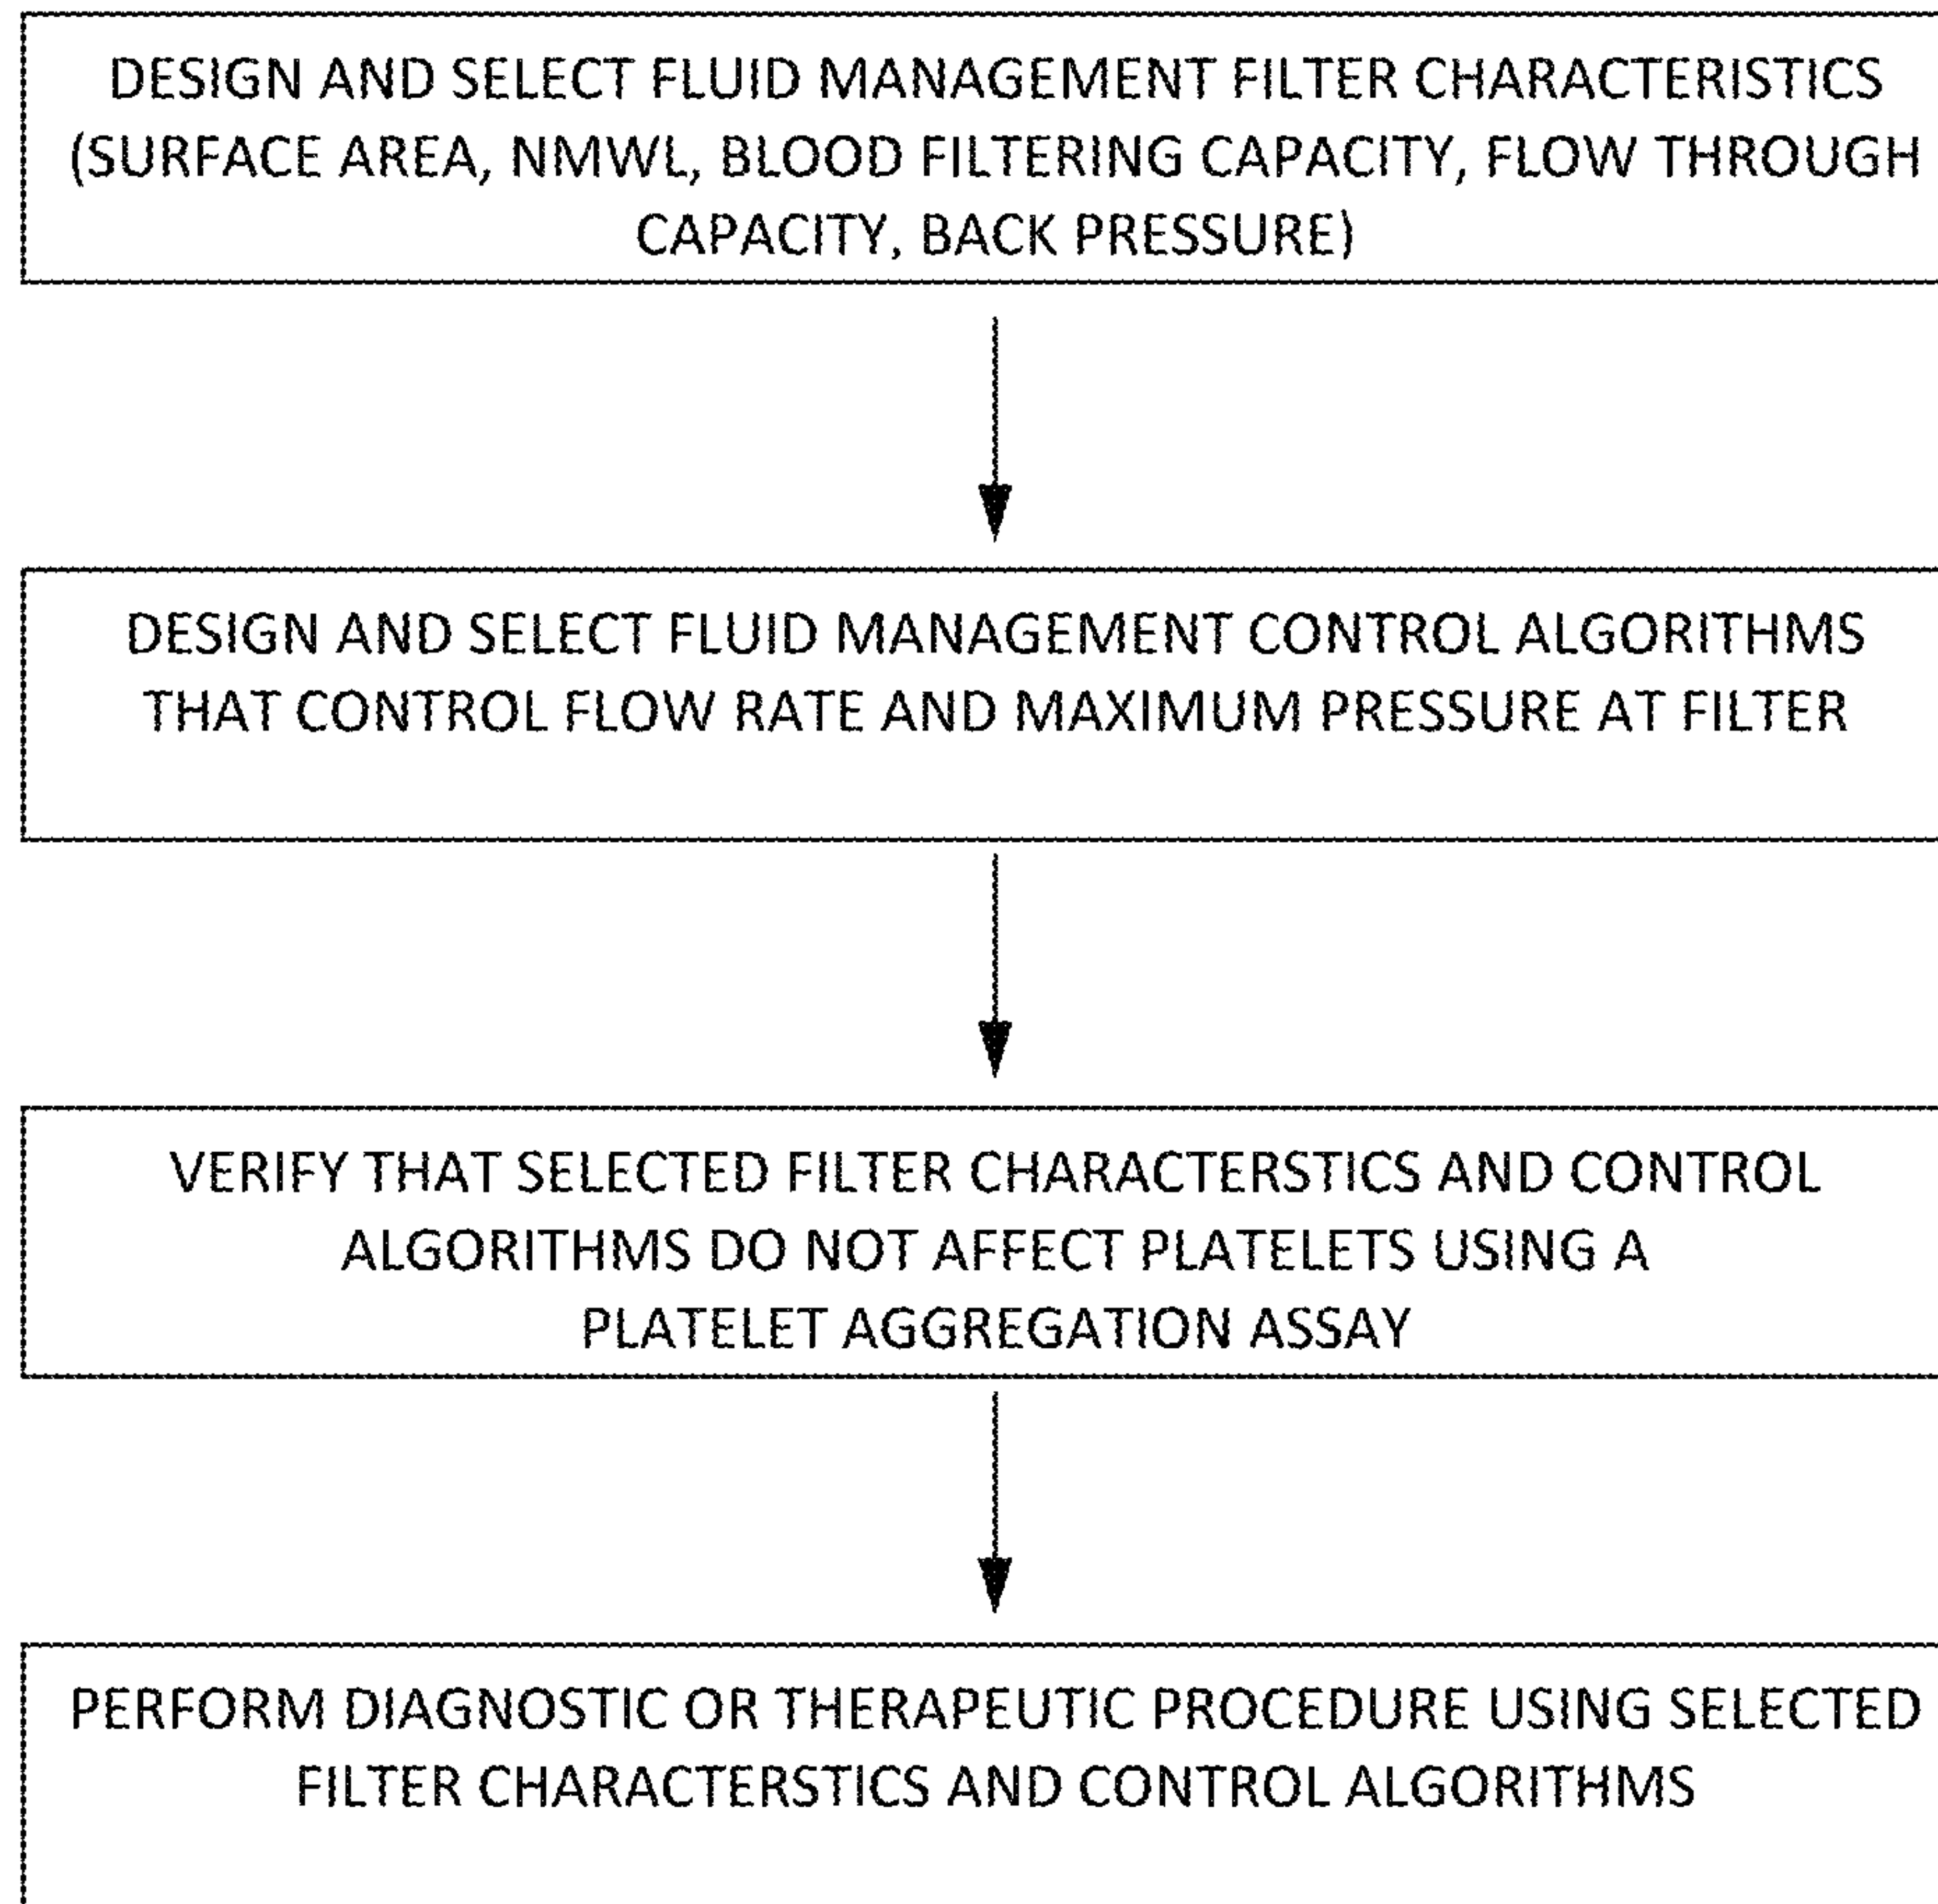 DESIGN AND SELECT FLUID MANAGEMENT FILTER CHARACTERISTICS
(SURFACE AREA, NMWL, BLOOD FILTERING CAPACITY, FLOW THROUGH
CAPACITY, BACK PRESSURE)
DESIGN AND SELECT FLUID MANAGEMENT CONTROL ALGORITHMS
THAT CONTROL FLOW RATE AND MAXIMUM PRESSURE AT FILTER
VERIFY THAT SELECTED FILTER CHARACTERSTICS AND CONTROL
ALGORITHMS DO NOT AFFECT PLATELETS USING A
PLATELET AGGREGATION ASSAY
PERFORM DIAGNOSTIC OR THERAPEUTIC PROCEDURE USING SELECTED
FILTER CHARACTERSTICS AND CONTROL ALGORITHMS